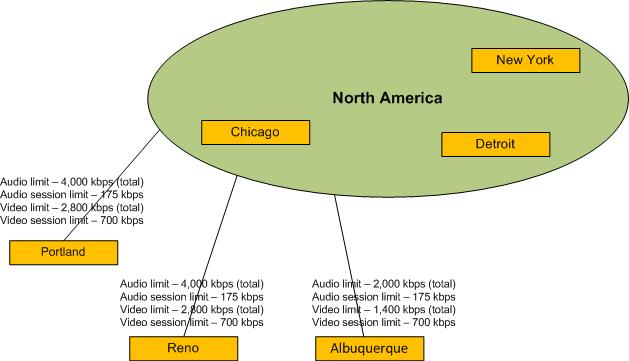 New York
North America
Chicago
Detroit
Audio limit – 4,000 kbps (total)
Audio session limit – 175 kbps
Video limit – 2,800 kbps (total)
Video session limit – 700 kbps
Portland
Audio limit – 4,000 kbps (total)
Audio session limit – 175 kbps
Video limit – 2,800 kbps (total)
Video session limit – 700 kbps
Reno
Audio limit – 2,000 kbps (total)
Audio session limit – 175 kbps
Video limit – 1,400 kbps (total)
Video session limit – 700 kbps
Albuquerque